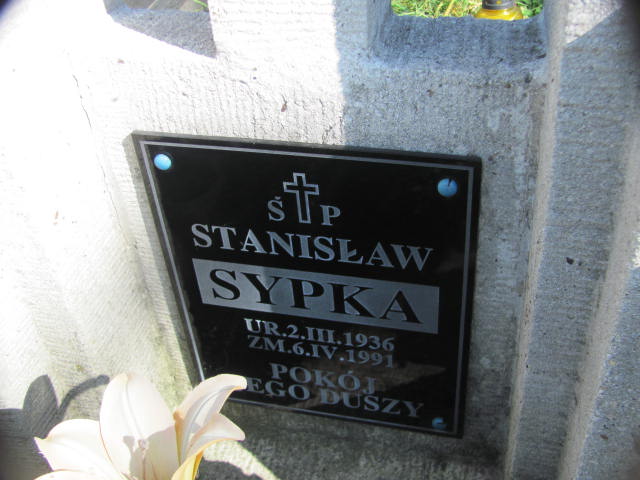 Ś P
STANISŁAW
SYPKA
UR.2.III.1936
ZM.6.IV.1991
POKÓJ
JEGO DUSZY